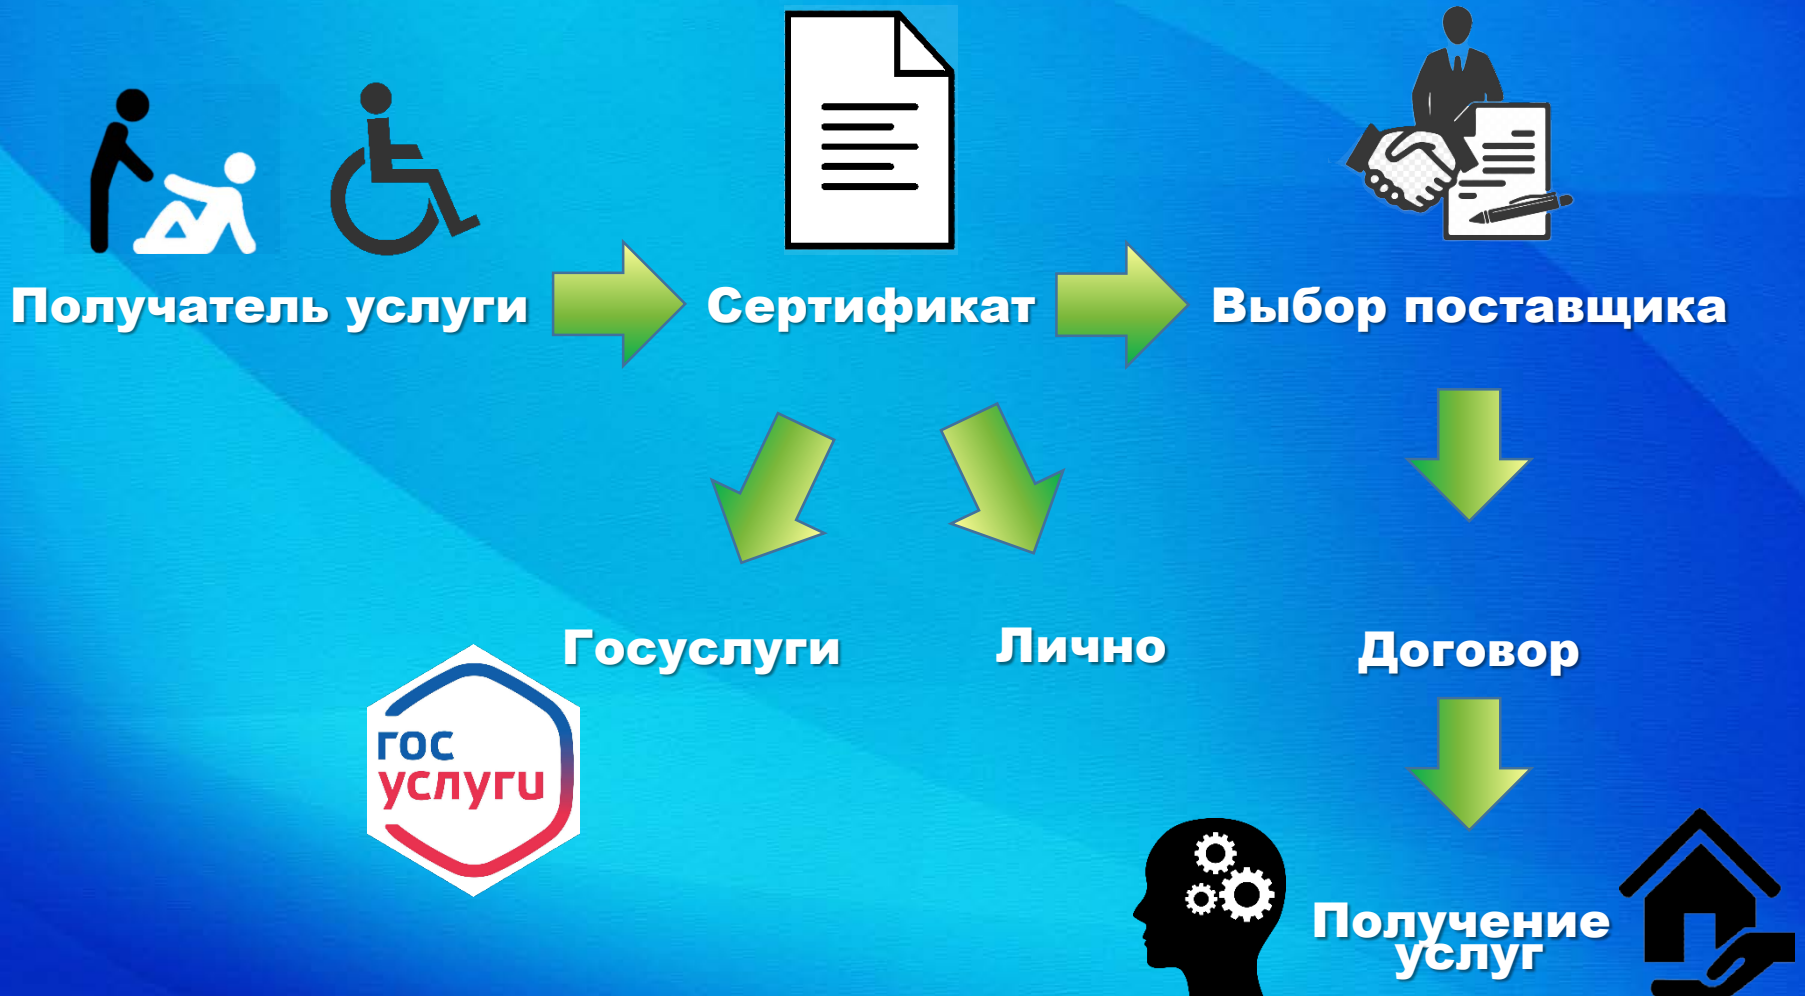 Получатель услуги
Сертификат
Выбор поставщика
Госуслуги
Лично
Договор
гос
услуги
Получение
услуг